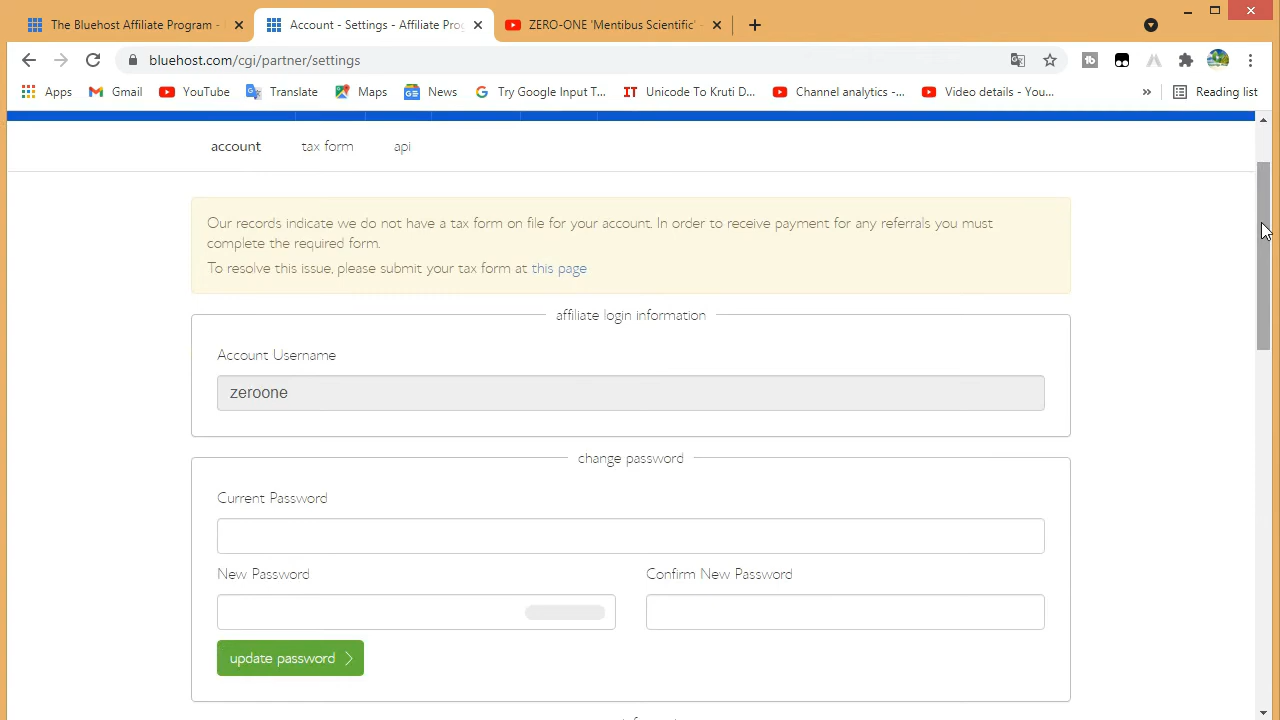 The Bluehost Affiliate Program -
Account - Settings - Affiliate Prog
ZERO-ONE 'Mentibus Scientific' -
bluehost.com/cgi/partner/settings
Apps
Gmail
YouTube
Translate
Maps
News
Try Google Input T...
Unicode To Kruti D...
Channel analytics -...
Video details - You...
»
Reading list
account
tax form
api
Our records indicate we do not have a tax form on file for your account. In order to receive payment for any referrals you must
complete the required form.
To resolve this issue, please submit your tax form at this page
affiliate login information
Account Username
zeroone
change password
Current Password
New Password
Confirm New Password
update password